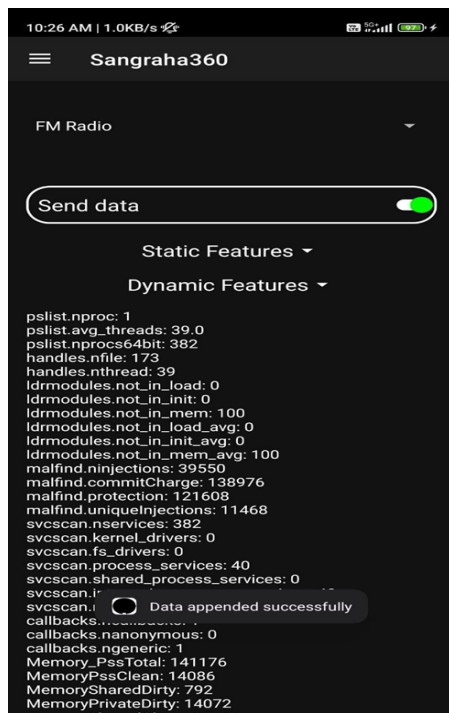 10:26 AM | 1.0KB/s
5G+
97
Sangraha360
FM Radio
Send data
Static Features
Dynamic Features
pslist.nproc: 1
pslist.avg_threads: 39.0
pslist.nprocs64bit: 382
handles.nfile: 173
handles.nthread: 39
ldrmodules.not_in_load: 0
ldrmodules.not_in_init: 0
ldrmodules.not_in_mem: 100
ldrmodules.not_in_load_avg: 0
ldrmodules.not_in_init_avg: 0
ldrmodules.not_in_mem_avg: 100
malfind.ninjections: 39550
malfind.commitCharge: 138976
malfind.protection: 121608
malfind.uniqueInjections: 11468
svcscan.nservices: 382
svcscan.kernel_drivers: 0
svcscan.fs_drivers: 0
svcscan.process_services: 40
svcscan.shared_process_services: 0
Data appended successfully
callbacks.nanonymous: 0
callbacks.ngeneric: 1
Memory_PssTotal: 141176
MemoryPssClean: 14086
MemorySharedDirty: 792
MemoryPrivateDirty: 14072